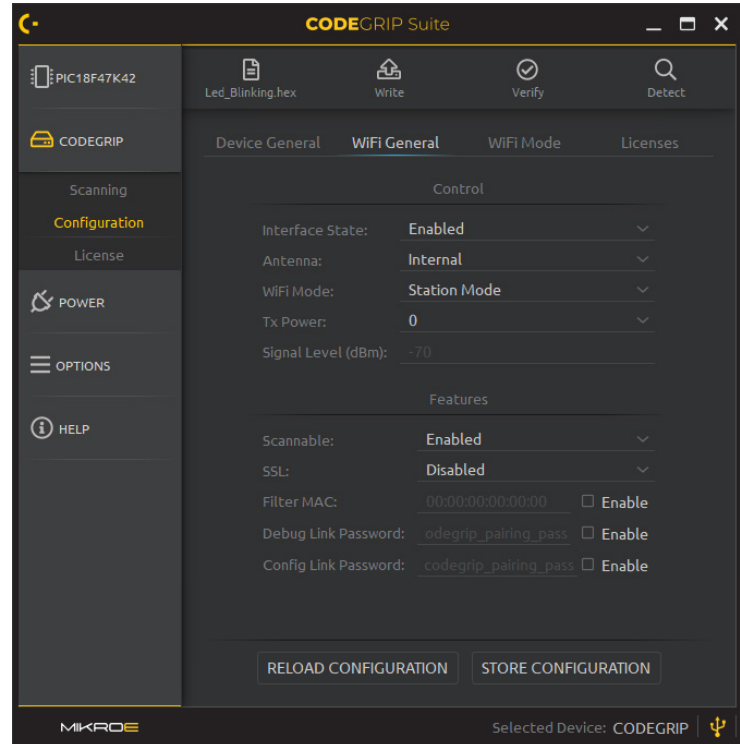 CODEGRIP Suite
PIC18F47K42
Led_Blinking.hex
Write
Verify
Detect
CODEGRIP
Scanning
Configuration
License
POWER
OPTIONS
HELP
Device General
WiFi General
WiFi Mode
Licenses
Control
Interface State: Enabled
Antenna: Internal
WiFi Mode: Station Mode
Tx Power: 0
Signal Level (dBm): -70
Features
Scannable: Enabled
SSL: Disabled
Filter MAC: 00:00:00:00:00:00 Enable
Debug Link Password: odegrip_pairing_pass Enable
Config Link Password: codegrip_pairing_pass Enable
RELOAD CONFIGURATION
STORE CONFIGURATION
MIKROE
Selected Device: CODEGRIP